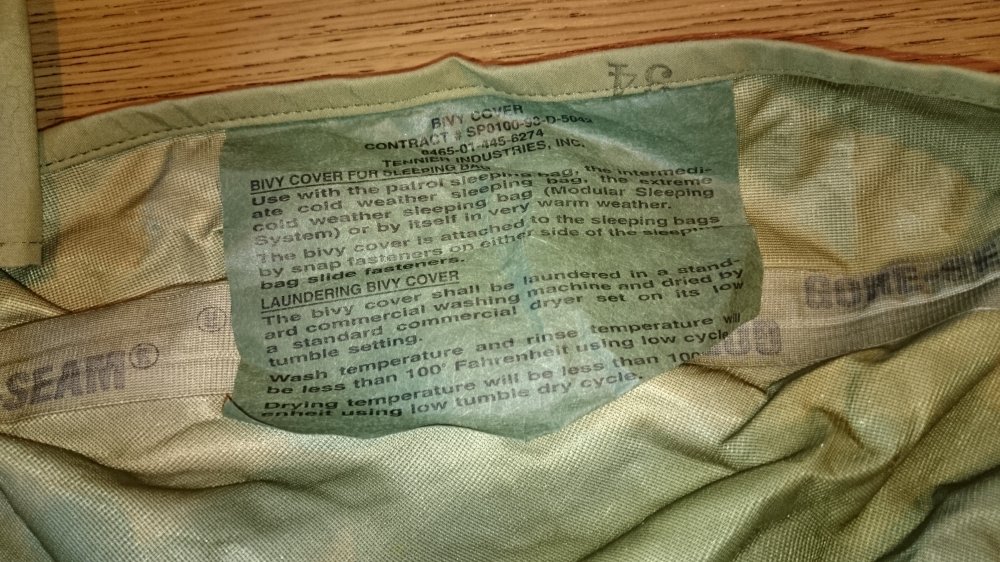 34
BIVY COVER
CONTRACT # SP0100-93-D-5042
8465-01-445-6274
TENNIER INDUSTRIES, INC.
BIVY COVER FOR SLEEPING BAG
Use with the patrol sleeping bag, the intermedi-
ate cold weather sleeping bag, the extreme
cold weather sleeping bag (Modular Sleeping
System) or by itself in very warm weather.
The bivy cover is attached to the sleeping bags
by snap fasteners on either side of the sleeping
bag slide fasteners.
LAUNDERING BIVY COVER
The bivy cover shall be laundered in a stand-
ard commercial washing machine and dried by
a standard commercial dryer set on its low
tumble setting.
Wash temperature and rinse temperature will
be less than 100° Fahrenheit using low cycle.
Drying temperature will be less than 100
enheit using low tumble dry cycle.
SEAM®